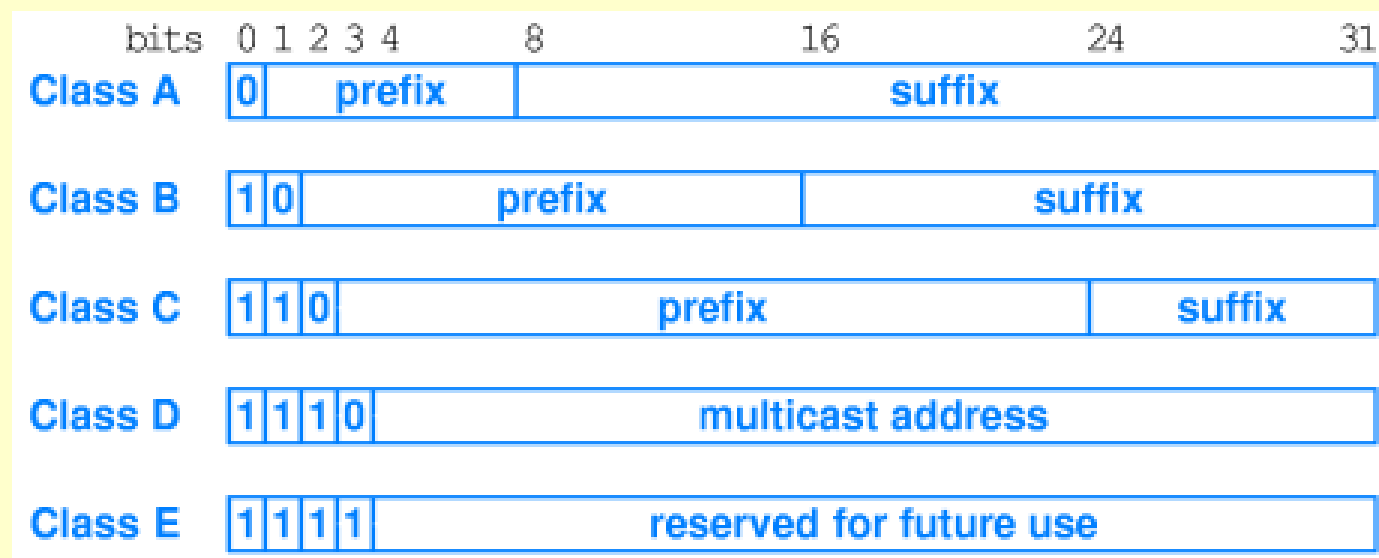 bits 0 1 2 3 4 8 16 24 31
Class A 0 prefix suffix
Class B 1 0 prefix suffix
Class C 1 1 0 prefix suffix
Class D 1 1 1 0 multicast address
Class E 1 1 1 1 reserved for future use